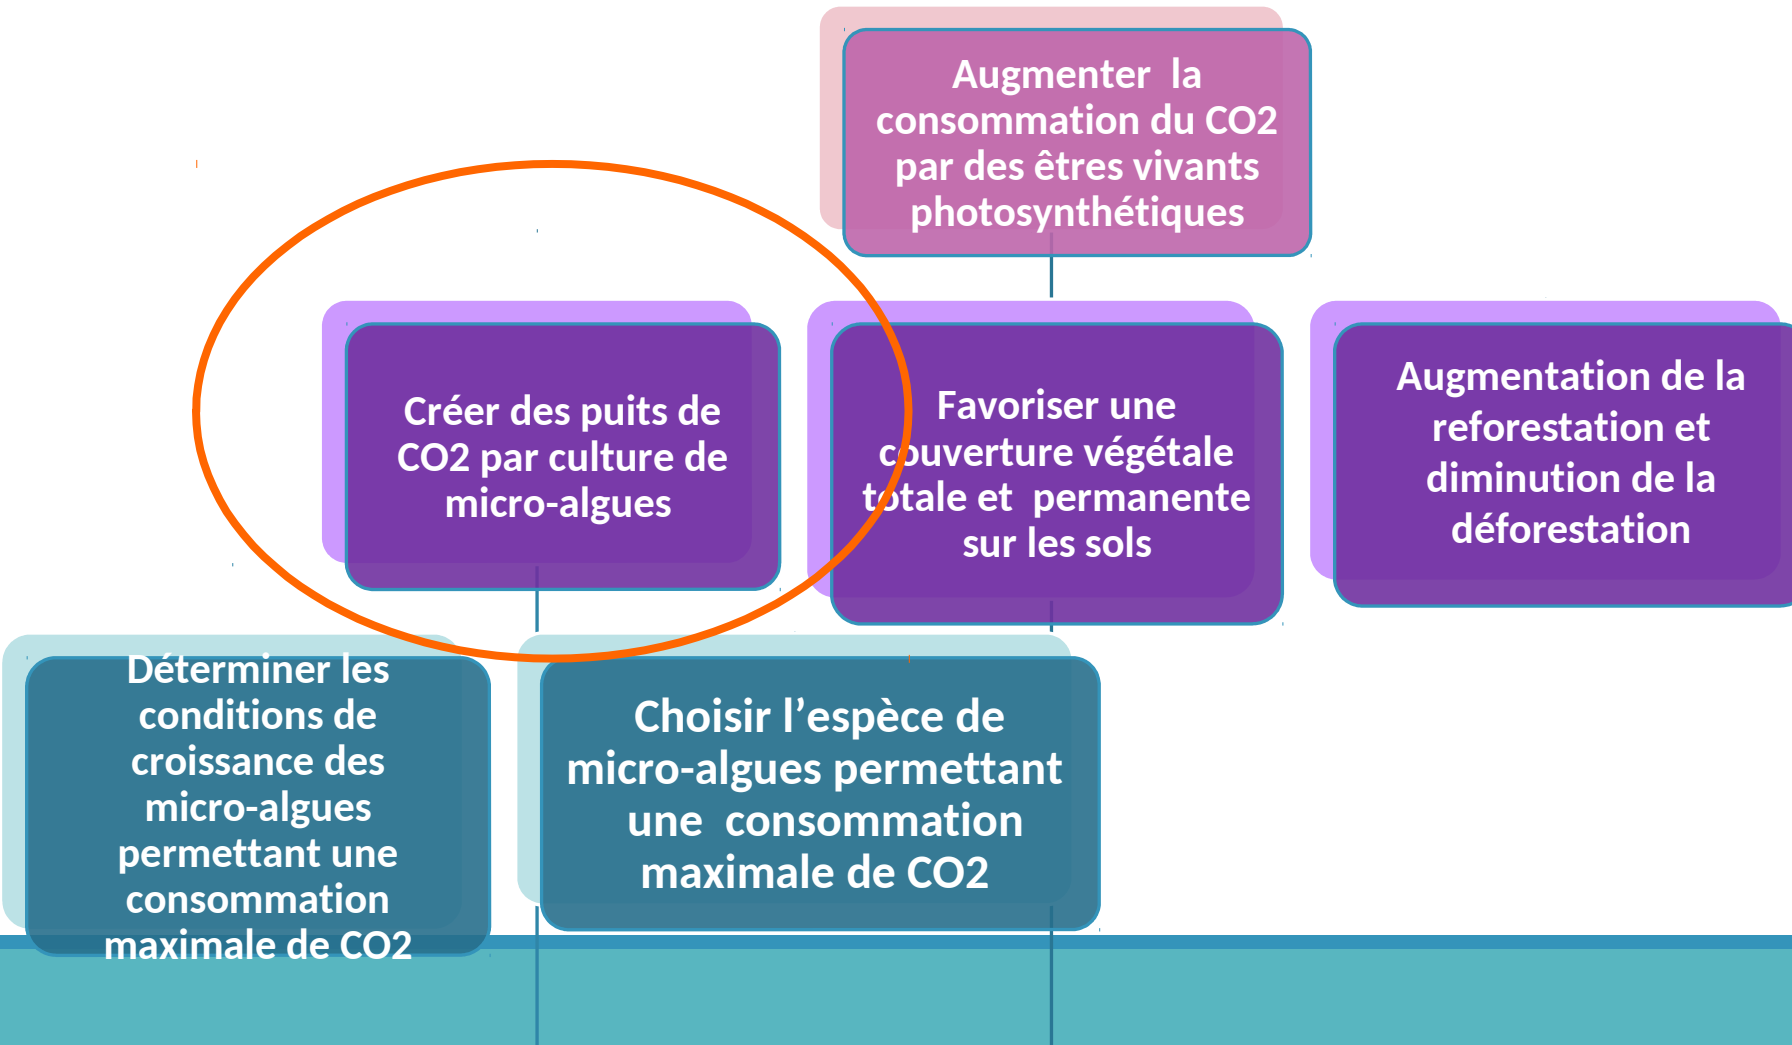 Augmenter  la
consommation du CO2
par des êtres vivants
photosynthétiques
Créer des puits de
CO2 par culture de
micro-algues
Favoriser une
couverture végétale
totale et  permanente
sur les sols
Augmentation de la
reforestation et
diminution de la
déforestation
Déterminer les
conditions de
croissance des
micro-algues
permettant une
consommation
maximale de CO2
Choisir l’espèce de
micro-algues permettant
une  consommation
maximale de CO2